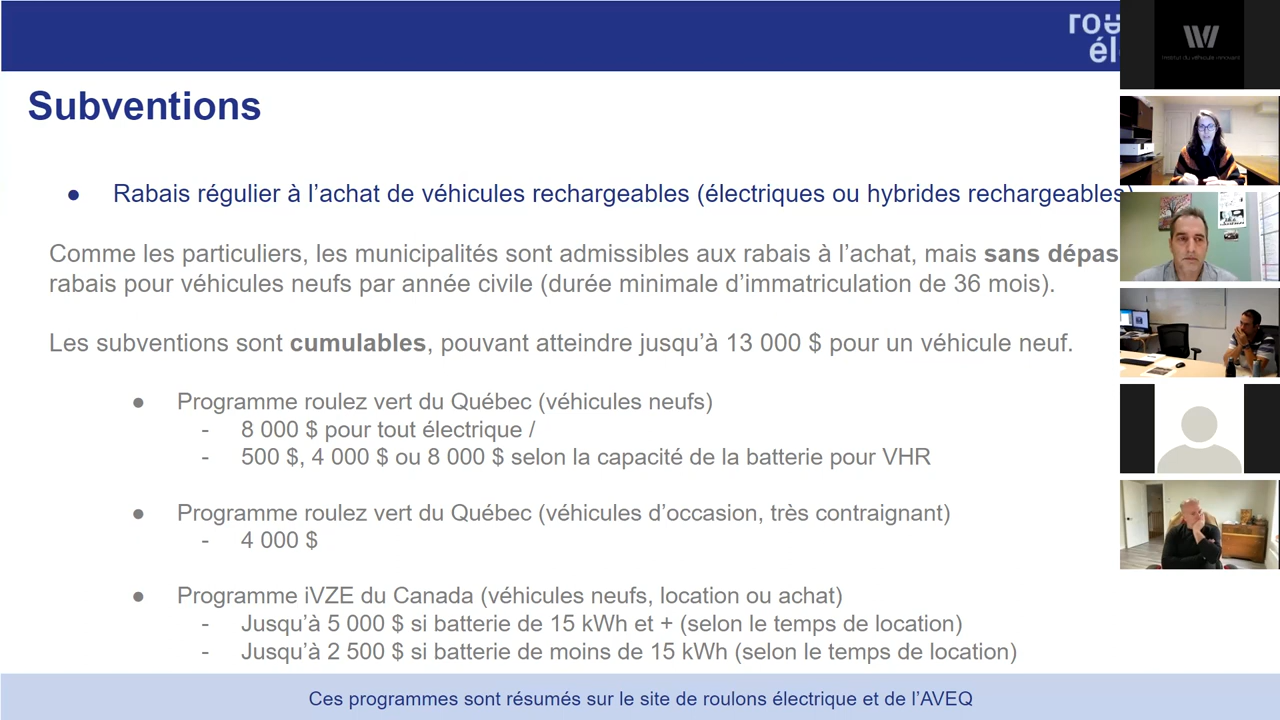 Subventions
● Rabais régulier à l’achat de véhicules rechargeables (électriques ou hybrides rechargeables)
Comme les particuliers, les municipalités sont admissibles aux rabais à l’achat, mais sans dépas
rabais pour véhicules neufs par année civile (durée minimale d’immatriculation de 36 mois).
Les subventions sont cumulables, pouvant atteindre jusqu’à 13 000 $ pour un véhicule neuf.
● Programme roulez vert du Québec (véhicules neufs)
- 8 000 $ pour tout électrique /
- 500 $, 4 000 $ ou 8 000 $ selon la capacité de la batterie pour VHR
● Programme roulez vert du Québec (véhicules d’occasion, très contraignant)
- 4 000 $
● Programme iVZE du Canada (véhicules neufs, location ou achat)
- Jusqu’à 5 000 $ si batterie de 15 kWh et + (selon le temps de location)
- Jusqu’à 2 500 $ si batterie de moins de 15 kWh (selon le temps de location)
Ces programmes sont résumés sur le site de roulons électrique et de l’AVEQ